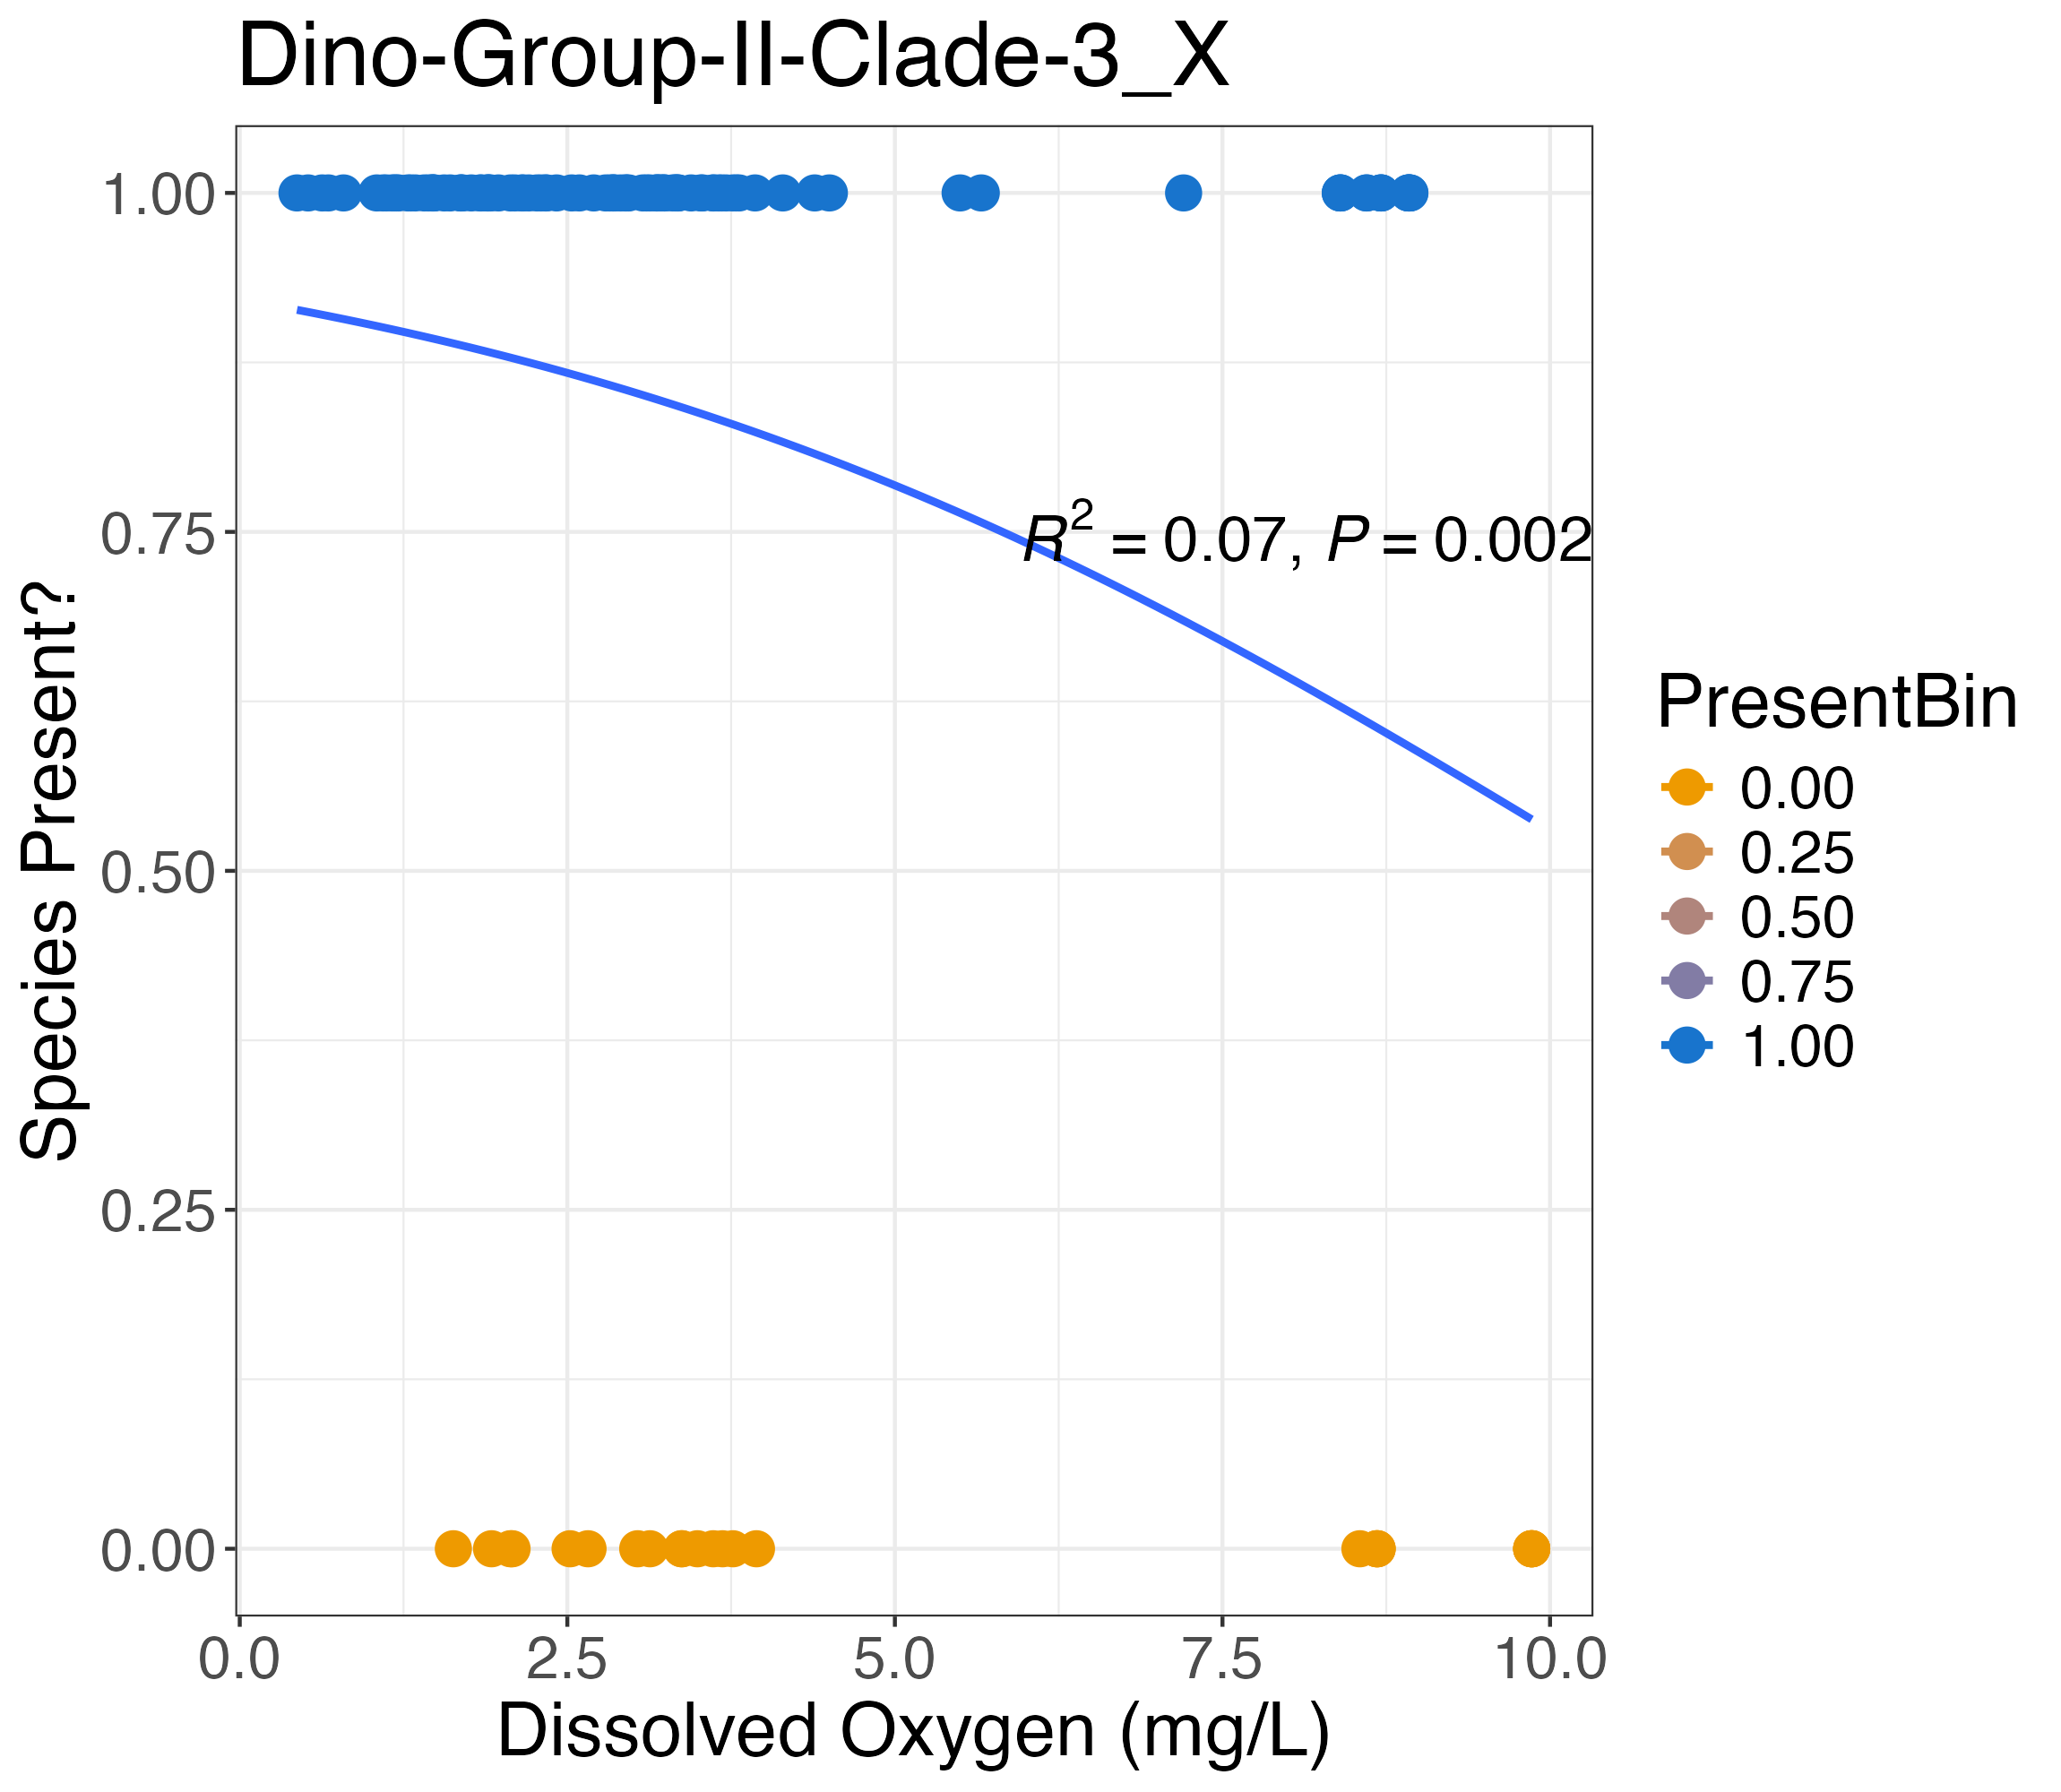 Dino-Group-II-Clade-3_X
1.00
0.75
0.50
0.25
0.00
Species Present?
R² = 0.07, P = 0.002
0.0 2.5 5.0 7.5 10.0
Dissolved Oxygen (mg/L)
PresentBin
0.00
0.25
0.50
0.75
1.00